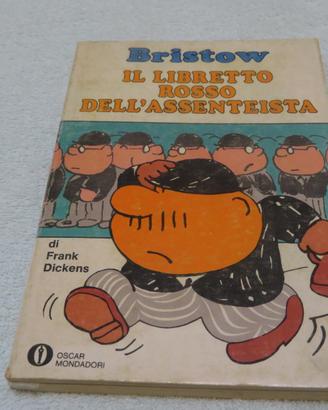 Bristow
IL LIBRETTO
ROSSO
DELL'ASSENTEISTA
di
Frank
Dickens
OSCAR
MONDADORI